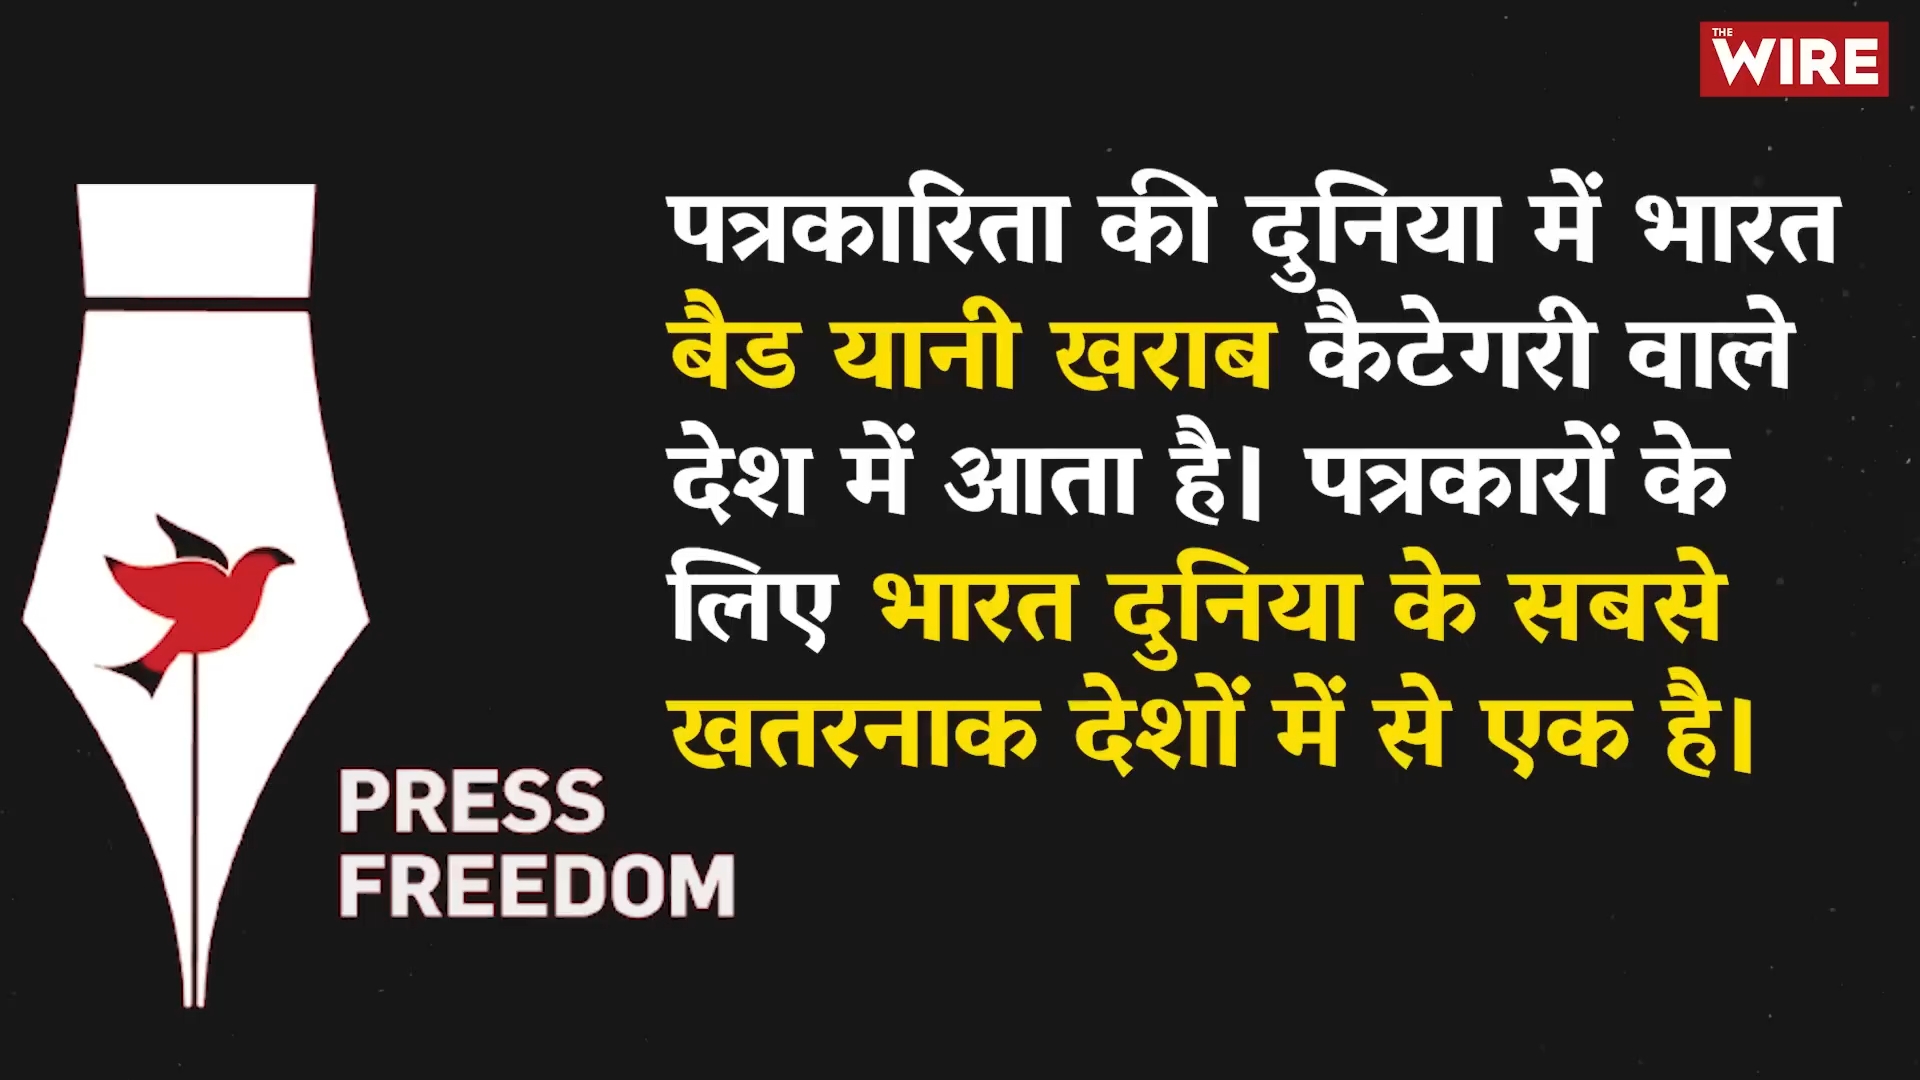 THE
WIRE
पत्रकारिता की दुनिया में भारत
बैड यानी खराब कैटेगरी वाले
देश में आता है। पत्रकारों के
लिए भारत दुनिया के सबसे
खतरनाक देशों में से एक है।
PRESS
FREEDOM